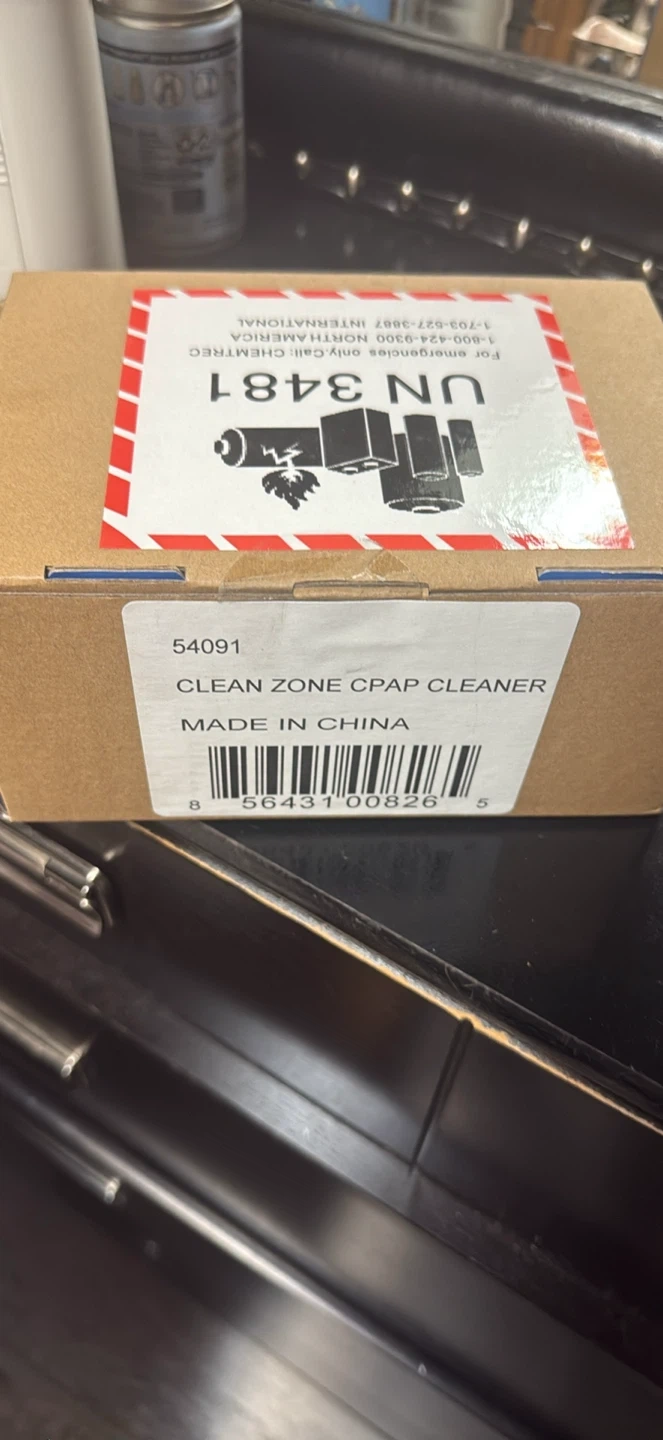 UN 3481
For emergencies only.Call: CHEMTREC
1-800-424-9300 NORTH AMERICA
1-703-527-3887 INTERNATIONAL
54091
CLEAN ZONE CPAP CLEANER
MADE IN CHINA
8 56431 00826 5